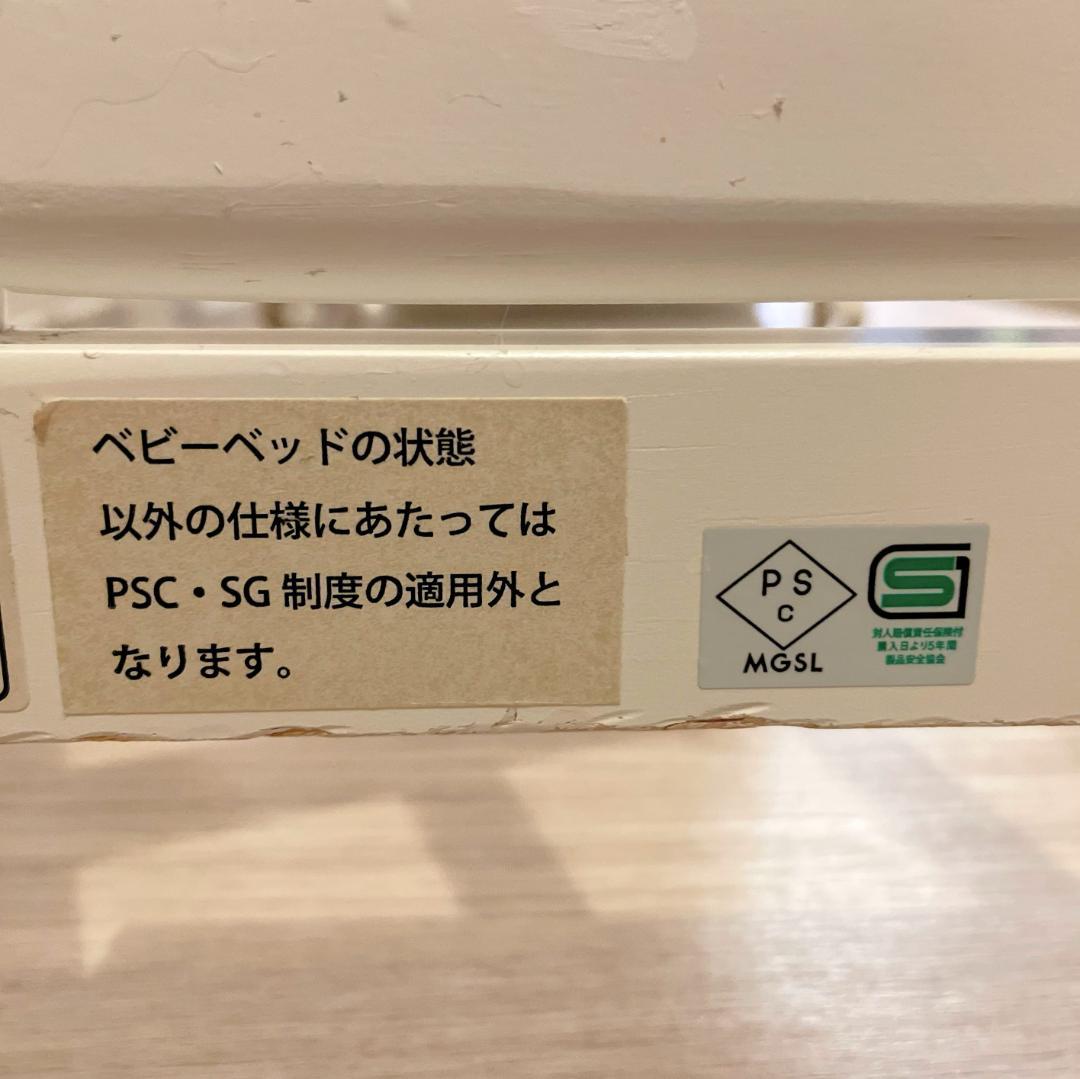 ベビーベッドの状態
以外の仕様にあたっては
PSC・SG 制度の適用外と
なります。
PS
C
MGSL
SG
対人賠償責任保険付
購入日より5年間
製品安全協会